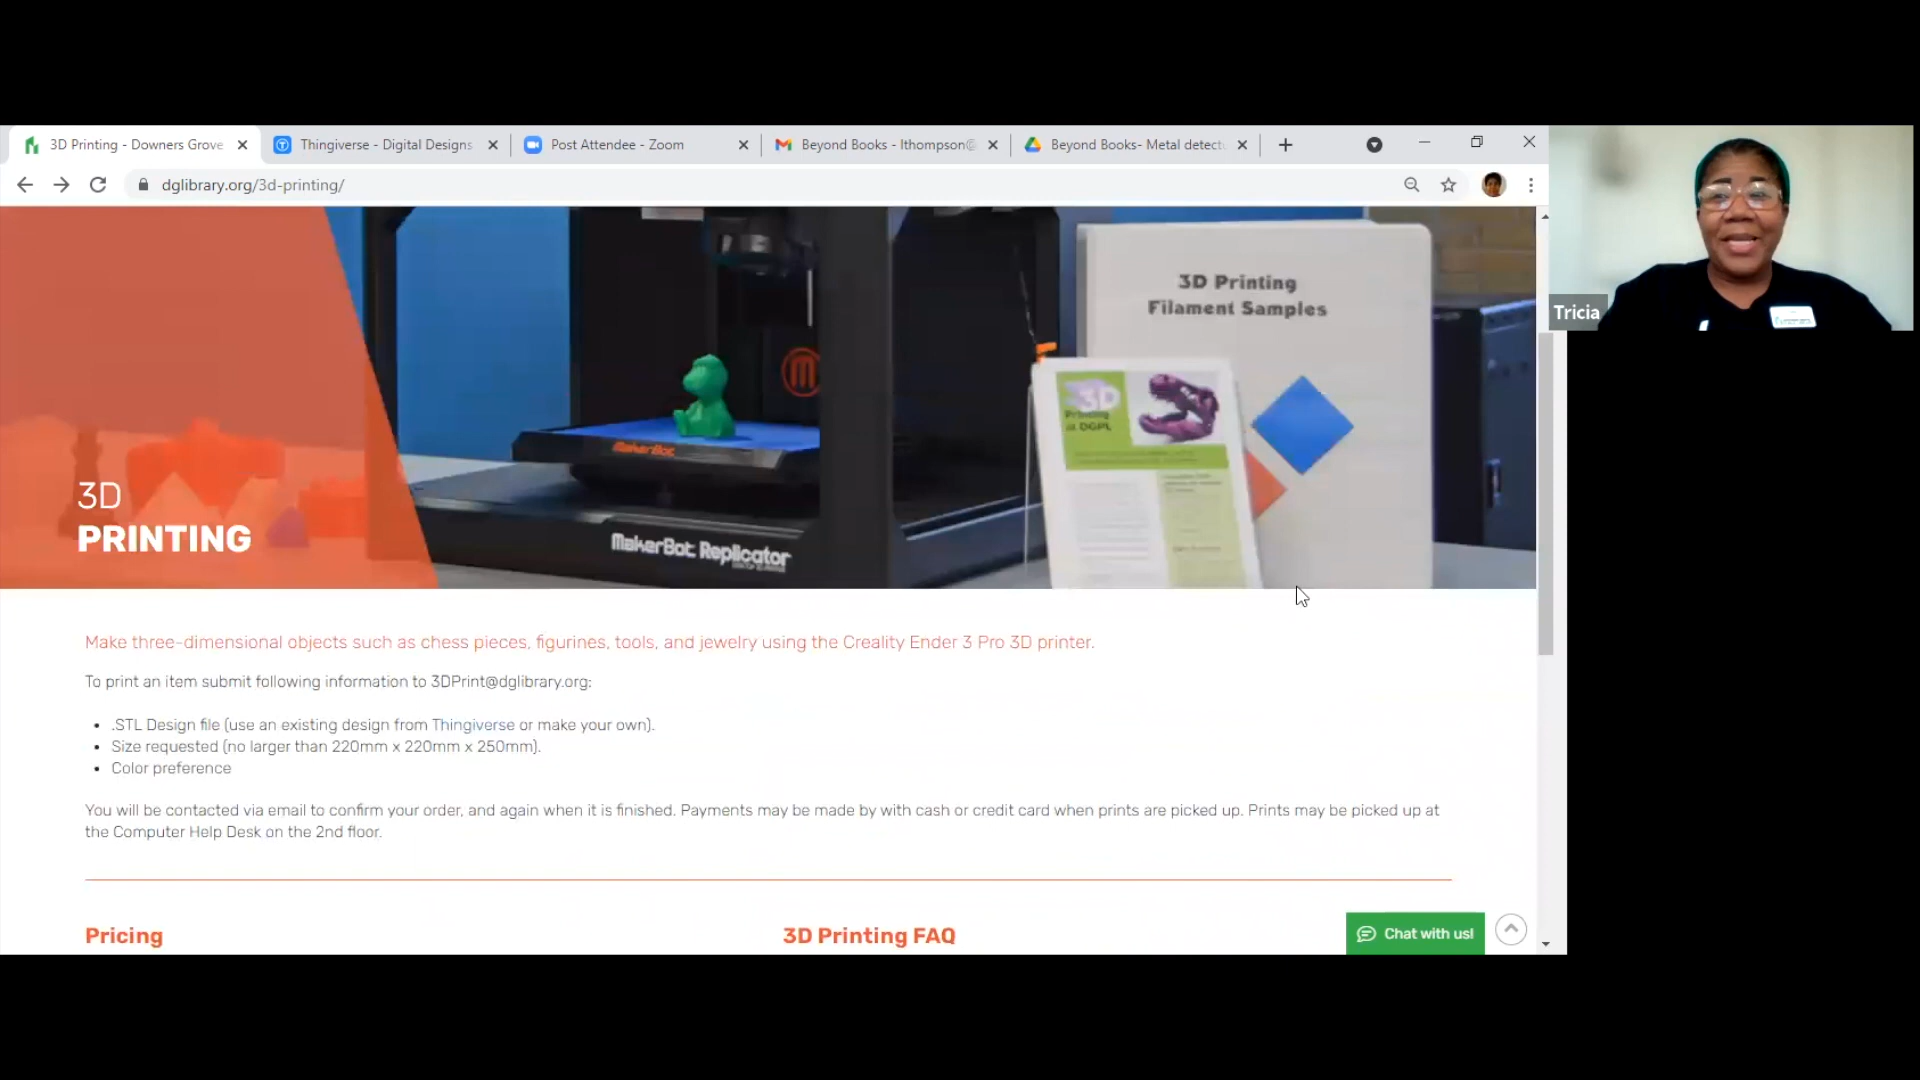 3D Printing - Downers Grove
Thingiverse - Digital Designs
Post Attendee - Zoom
Beyond Books - lthompson@
Beyond Books- Metal detect
dglibrary.org/3d-printing/
3D Printing
Filament Samples
3D
Printing
at DGPL
MakerBot
MakerBot Replicator
3D
PRINTING
Tricia
Make three-dimensional objects such as chess pieces, figurines, tools, and jewelry using the Creality Ender 3 Pro 3D printer.
To print an item submit following information to 3DPrint@dglibrary.org:
• .STL Design file (use an existing design from Thingiverse or make your own).
• Size requested (no larger than 220mm x 220mm x 250mm).
• Color preference
You will be contacted via email to confirm your order, and again when it is finished. Payments may be made by with cash or credit card when prints are picked up. Prints may be picked up at
the Computer Help Desk on the 2nd floor.
Pricing
3D Printing FAQ
Chat with us!